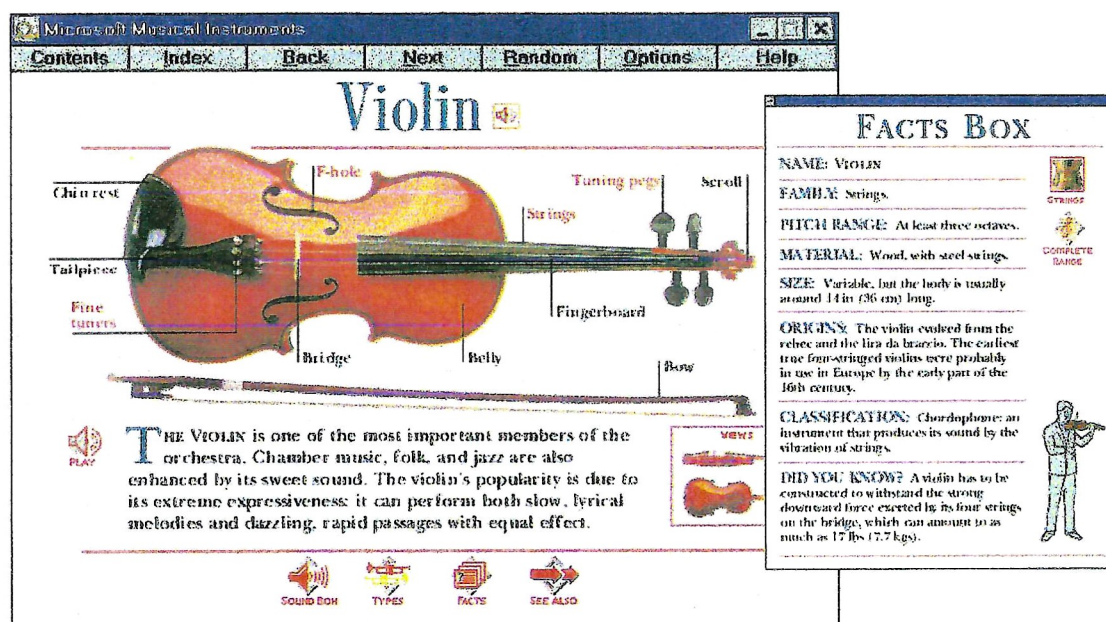 Microsoft Musical Instruments
Contents Index Back Next Random Options Help
Violin
Chin rest
F-hole
Tuning pegs
Scroll
Strings
Tailpiece
Fine
tuners
Fingerboard
Bridge
Belly
Bow
PLAY
THE VIOLIN is one of the most important members of the
orchestra. Chamber music, folk, and jazz are also
enhanced by its sweet sound. The violin's popularity is due to
its extreme expressiveness: it can perform both slow, lyrical
melodies and dazzling, rapid passages with equal effect.
VIEWS
SOUND BOX
TYPES
FACTS
SEE ALSO
FACTS BOX
NAME: VIOLIN
FAMILY: Strings.
PITCH RANGE: At least three octaves.
MATERIAL: Wood, with steel strings.
SIZE: Variable, but the body is usually
around 14 in (36 cm) long.
ORIGINS: The violin evolved from the
rebec and the lira da braccio. The earliest
true four-stringed violins were probably
in use in Europe by the early part of the
16th century.
CLASSIFICATION: Chordophone: an
instrument that produces its sound by the
vibration of strings.
DID YOU KNOW? A violin has to be
constructed to withstand the strong
downward force exerted by its four strings
on the bridge, which can amount to as
much as 17 lbs (7.7 kgs).
STRINGS
COMPLETE
RANGE